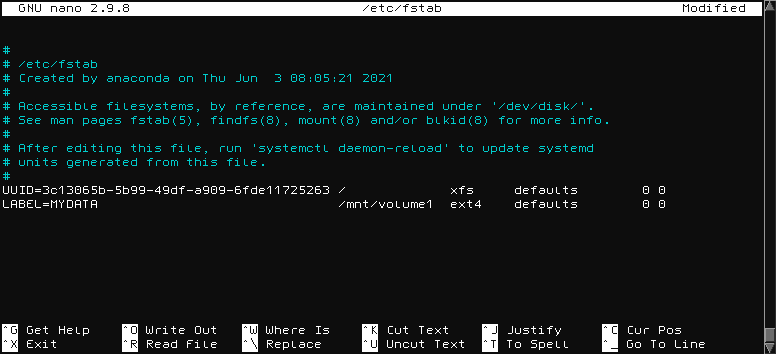 GNU nano 2.9.8 /etc/fstab Modified
#
# /etc/fstab
# Created by anaconda on Thu Jun  3 08:05:21 2021
#
# Accessible filesystems, by reference, are maintained under '/dev/disk/'.
# See man pages fstab(5), findfs(8), mount(8) and/or blkid(8) for more info.
#
# After editing this file, run 'systemctl daemon-reload' to update systemd
# units generated from this file.
#
UUID=3c13065b-5b99-49df-a909-6fde11725263 / xfs defaults 0 0
LABEL=MYDATA /mnt/volume1 ext4 defaults 0 0
^G Get Help ^O Write Out ^W Where Is ^K Cut Text ^J Justify ^C Cur Pos
^X Exit ^R Read File ^\ Replace ^U Uncut Text ^T To Spell ^_ Go To Line